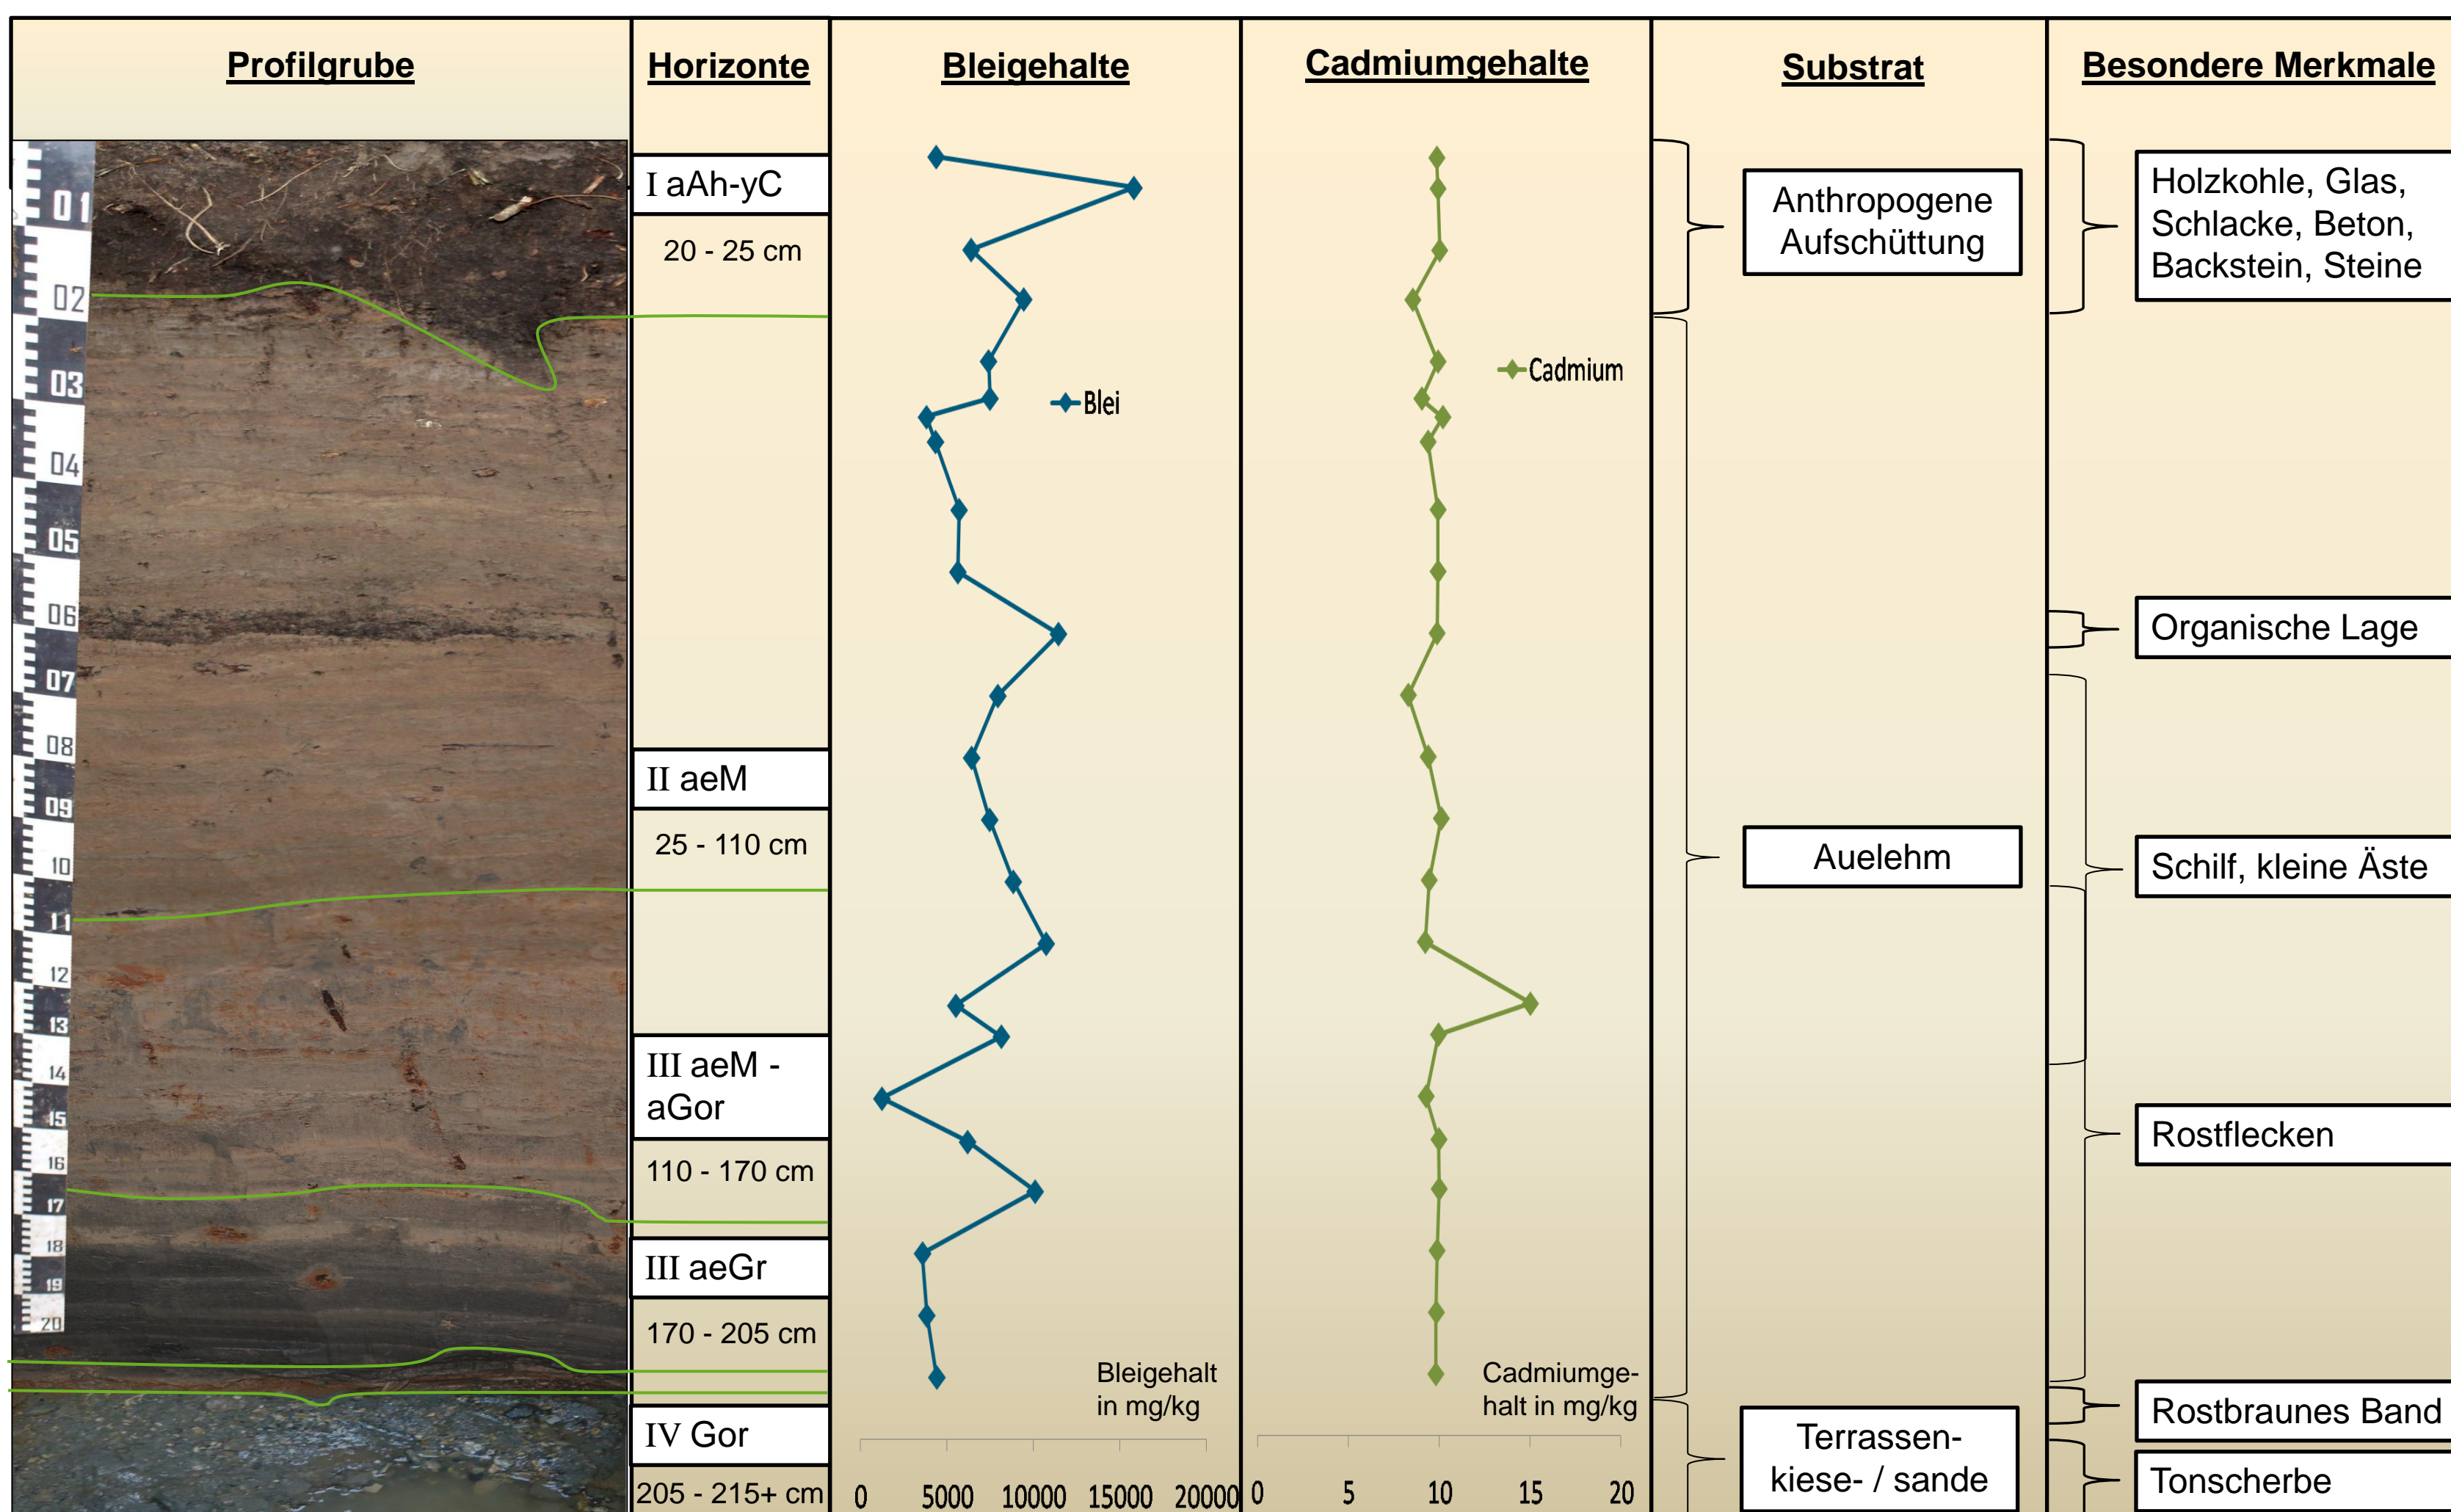 Profilgrube
Horizonte
Bleigehalte
Cadmiumgehalte
Substrat
Besondere Merkmale
01
02
03
04
05
06
07
08
09
10
11
12
13
14
15
16
17
18
19
20
I aAh-yC
20 - 25 cm
II aeM
25 - 110 cm
III aeM -
aGor
110 - 170 cm
III aeGr
170 - 205 cm
IV Gor
205 - 215+ cm
Blei
Bleigehalt
in mg/kg
0 5000 10000 15000 20000
Cadmium
Cadmiumge-
halt in mg/kg
0 5 10 15 20
Anthropogene
Aufschüttung
Auelehm
Terrassen-
kiese- / sande
Holzkohle, Glas,
Schlacke, Beton,
Backstein, Steine
Organische Lage
Schilf, kleine Äste
Rostflecken
Rostbraunes Band
Tonscherbe